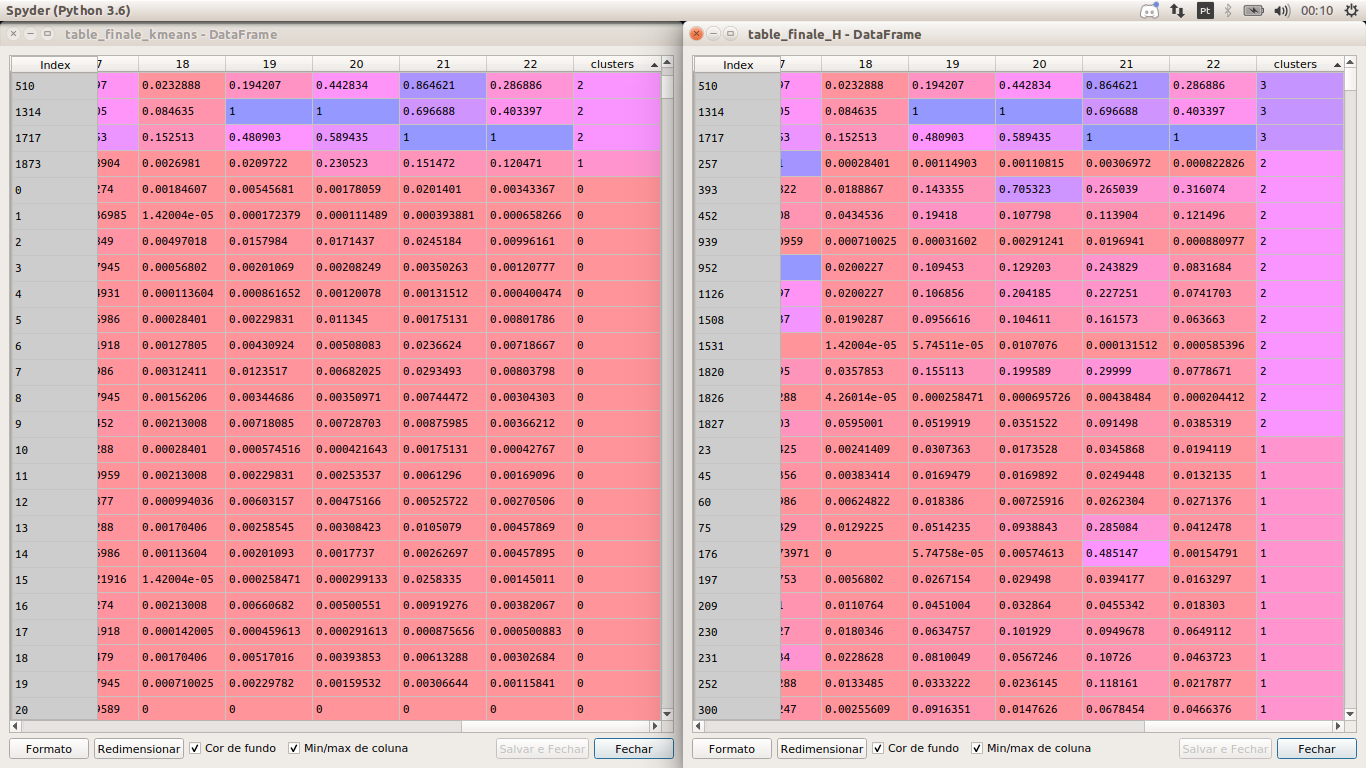 Spyder (Python 3.6)
Pt
00:10
table_finale_kmeans - DataFrame
Index 7 18 19 20 21 22 clusters
510 97 0.0232888 0.194207 0.442834 0.864621 0.286886 2
1314 05 0.084635 1 1 0.696688 0.403397 2
1717 53 0.152513 0.480903 0.589435 1 1 2
1873 3904 0.0026981 0.0209722 0.230523 0.151472 0.120471 1
0 274 0.00184607 0.00545681 0.00178059 0.0201401 0.00343367 0
1 36985 1.42004e-05 0.000172379 0.000111489 0.000393881 0.000658266 0
2 349 0.00497018 0.0157984 0.0171437 0.0245184 0.00996161 0
3 7945 0.00056802 0.00201069 0.00208249 0.00350263 0.00120777 0
4 4931 0.000113604 0.000861652 0.00120078 0.00131512 0.000400474 0
5 5986 0.00028401 0.00229831 0.011345 0.00175131 0.00801786 0
6 1918 0.00127805 0.00430924 0.00508083 0.0236624 0.00718667 0
7 986 0.00312411 0.0123517 0.00682025 0.0293493 0.00803798 0
8 7945 0.00156206 0.00344686 0.00350971 0.00744472 0.00304303 0
9 452 0.00213008 0.00718085 0.00728703 0.00875985 0.00366212 0
10 288 0.00028401 0.000574516 0.000421643 0.00175131 0.00042767 0
11 0959 0.00213008 0.00229831 0.00253537 0.0061296 0.00169096 0
12 377 0.000994036 0.00603157 0.00475166 0.00525722 0.00270506 0
13 288 0.00170406 0.00258545 0.00308423 0.0105079 0.00457869 0
14 5986 0.00113604 0.00201093 0.0017737 0.00262697 0.00457895 0
15 21916 1.42004e-05 0.000258471 0.000299133 0.0258335 0.00145011 0
16 274 0.00213008 0.00660682 0.00500551 0.00919276 0.00382067 0
17 1918 0.000142005 0.000459613 0.000291613 0.000875656 0.000500883 0
18 479 0.00170406 0.00517016 0.00393853 0.00613288 0.00302684 0
19 7945 0.000710025 0.00229782 0.00159532 0.00306644 0.00115841 0
20 9589 0 0 0 0 0 0
Formato Redimensionar Cor de fundo Min/max de coluna Salvar e Fechar Fechar
table_finale_H - DataFrame
Index 7 18 19 20 21 22 clusters
510 97 0.0232888 0.194207 0.442834 0.864621 0.286886 3
1314 05 0.084635 1 1 0.696688 0.403397 3
1717 53 0.152513 0.480903 0.589435 1 1 3
257 0.00028401 0.00114903 0.00110815 0.00306972 0.000822826 2
393 322 0.0188867 0.143355 0.705323 0.265039 0.316074 2
452 08 0.0434536 0.19418 0.107798 0.113904 0.121496 2
939 0959 0.000710025 0.00031602 0.00291241 0.0196941 0.000880977 2
952 0.0200227 0.109453 0.129203 0.243829 0.0831684 2
1126 97 0.0200227 0.106856 0.204185 0.227251 0.0741703 2
1508 37 0.0190287 0.0956616 0.104611 0.161573 0.063663 2
1531 1.42004e-05 5.74511e-05 0.0107076 0.000131512 0.000585396 2
1820 95 0.0357853 0.155113 0.199589 0.29999 0.0778671 2
1826 288 4.26014e-05 0.000258471 0.000695726 0.00438484 0.000204412 2
1827 03 0.0595001 0.0519919 0.0351522 0.091498 0.0385319 2
23 425 0.00241409 0.0307363 0.0173528 0.0345868 0.0194119 1
45 356 0.00383414 0.0169479 0.0169892 0.0249448 0.0132135 1
60 986 0.00624822 0.018386 0.00725916 0.0262304 0.0271376 1
75 329 0.0129225 0.0514235 0.0938843 0.285084 0.0412478 1
176 73971 0 5.74758e-05 0.00574613 0.485147 0.00154791 1
197 753 0.0056802 0.0267154 0.029498 0.0394177 0.0163297 1
209 0.0110764 0.0451004 0.032864 0.0455342 0.018303 1
230 27 0.0180346 0.0634757 0.101929 0.0949678 0.0649112 1
231 34 0.0228628 0.0810049 0.0567246 0.10726 0.0463723 1
252 288 0.0133485 0.0333222 0.0236145 0.118161 0.0217877 1
300 247 0.00255609 0.0916351 0.0147626 0.0678454 0.0466376 1
Formato Redimensionar Cor de fundo Min/max de coluna Salvar e Fechar Fechar